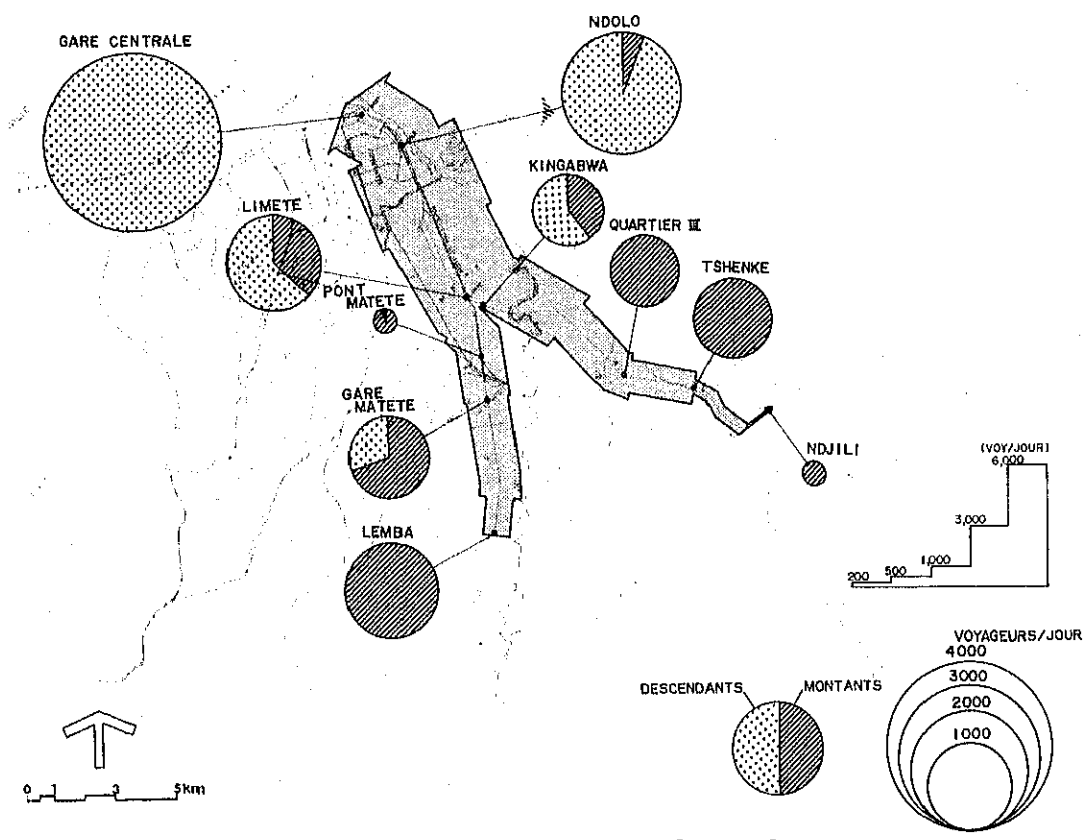 NDOLO
GARE CENTRALE
KINGABWA
LIMETE
QUARTIER III
TSHENKE
PONT
MATETE
GARE
MATETE
NDJILI
LEMBA
(VOY/JOUR)
6,000
3,000
1,000
500
200
VOYAGEURS/JOUR
4000
3000
2000
1000
DESCENDANTS
MONTANTS
0 1 3 5km